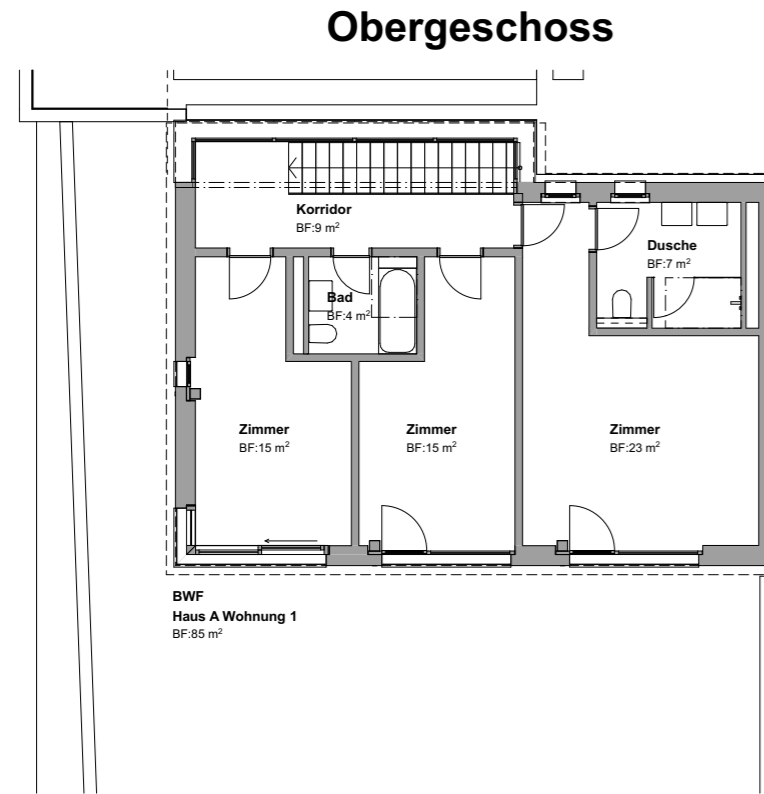 Obergeschoss
Korridor
BF:9 m²
Dusche
BF:7 m²
Bad
BF:4 m²
Zimmer
BF:15 m²
Zimmer
BF:15 m²
Zimmer
BF:23 m²
BWF
Haus A Wohnung 1
BF:85 m²